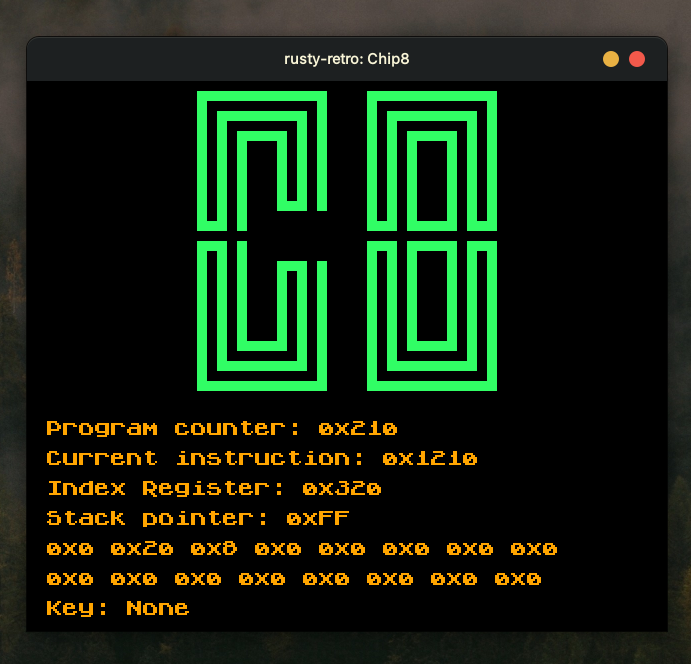 rusty-retro: Chip8
C8
Program counter: 0x210
Current instruction: 0x1210
Index Register: 0x320
Stack pointer: 0xFF
0x0 0x20 0x8 0x0 0x0 0x0 0x0 0x0
0x0 0x0 0x0 0x0 0x0 0x0 0x0 0x0
Key: None